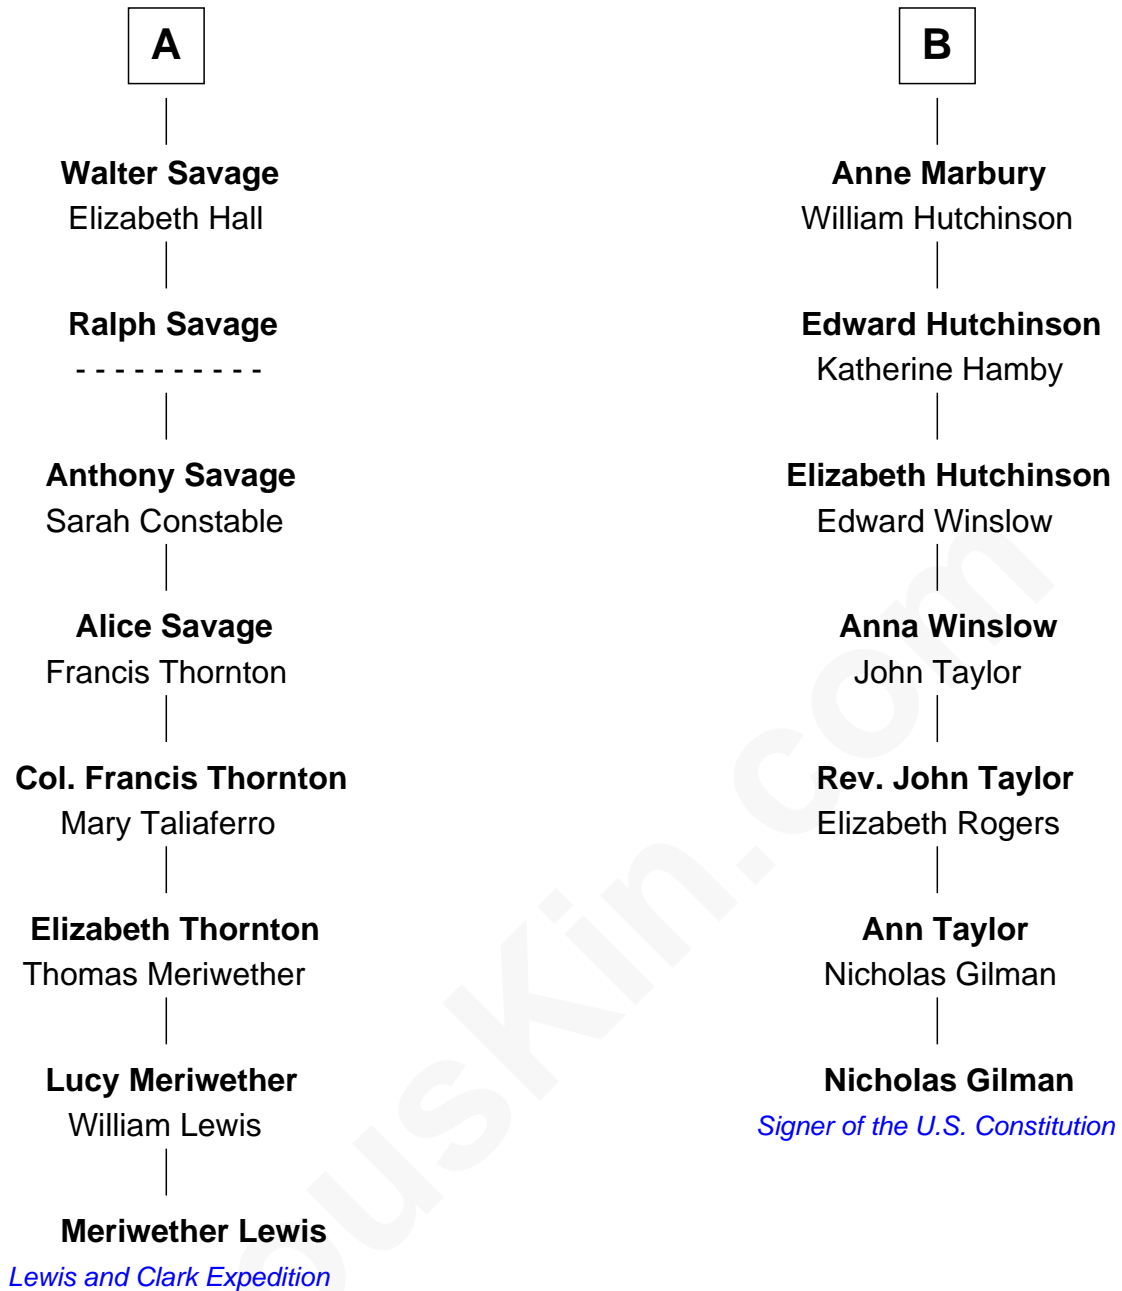 A
Walter Savage
Elizabeth Hall
Ralph Savage
- - - - - - - - - -
Anthony Savage
Sarah Constable
Alice Savage
Francis Thornton
Col. Francis Thornton
Mary Taliaferro
Elizabeth Thornton
Thomas Meriwether
Lucy Meriwether
William Lewis
Meriwether Lewis
Lewis and Clark Expedition
B
Anne Marbury
William Hutchinson
Edward Hutchinson
Katherine Hamby
Elizabeth Hutchinson
Edward Winslow
Anna Winslow
John Taylor
Rev. John Taylor
Elizabeth Rogers
Ann Taylor
Nicholas Gilman
Nicholas Gilman
Signer of the U.S. Constitution
ousKin.com